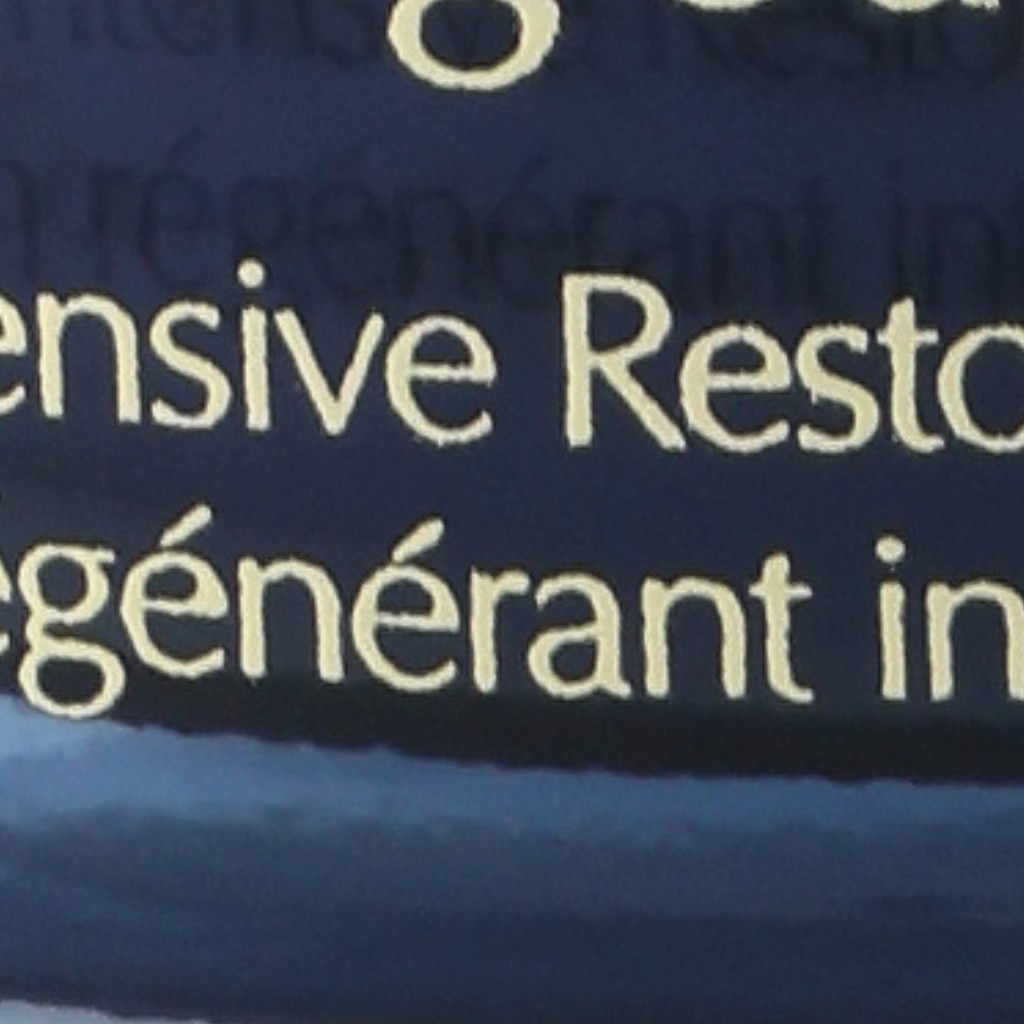 ensive Resto
égénérant in